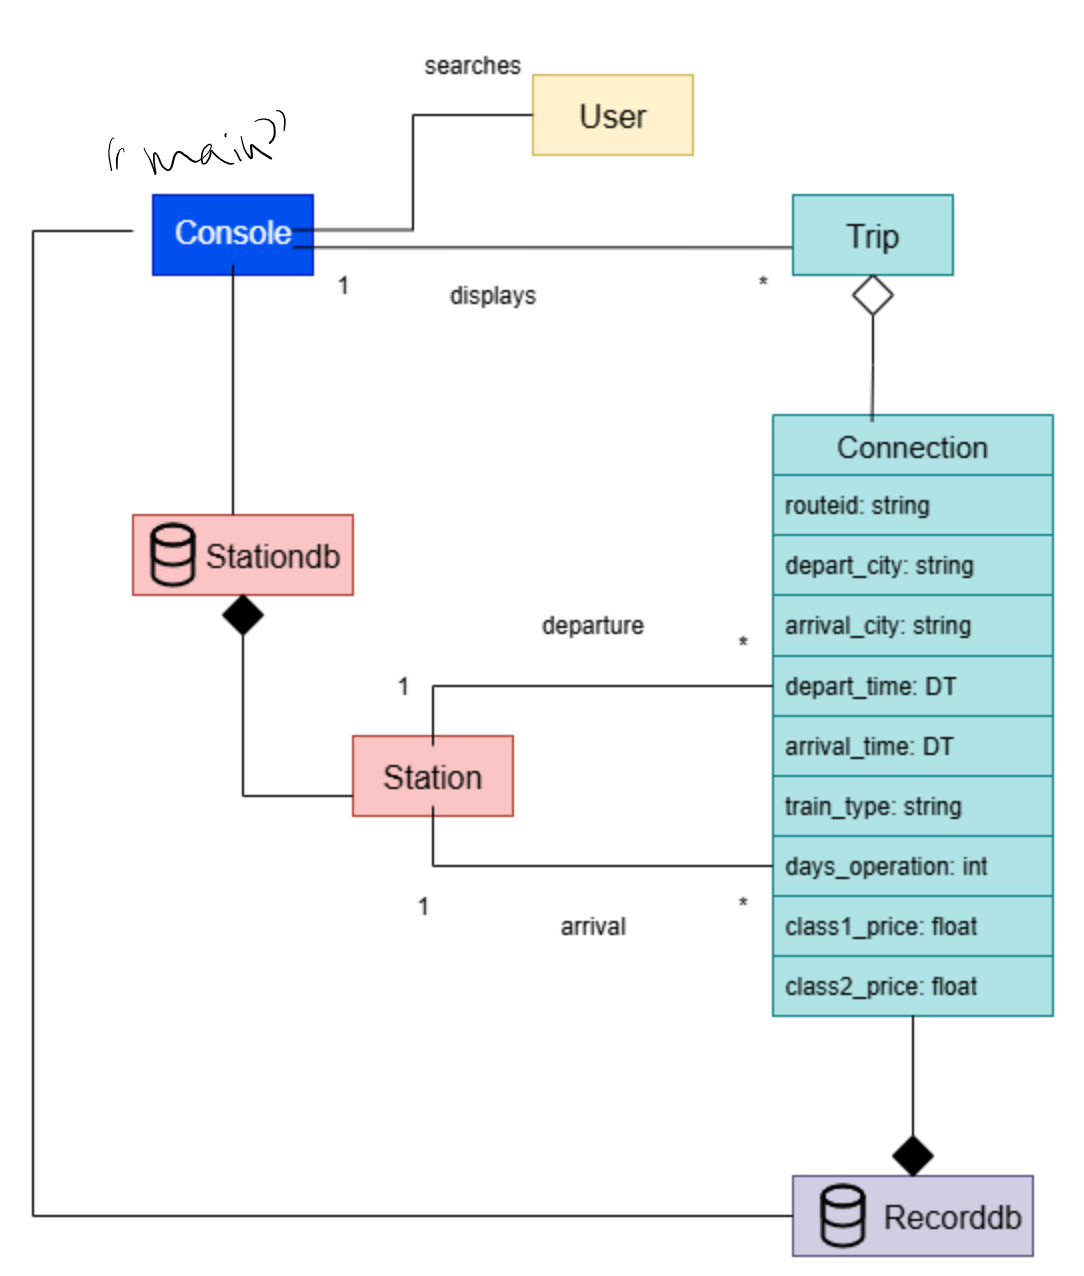 searches
User
"main"
Console
Trip
1
*
displays
Connection
routeid: string
depart_city: string
arrival_city: string
depart_time: DT
arrival_time: DT
train_type: string
days_operation: int
class1_price: float
class2_price: float
Stationdb
departure
*
1
Station
1
*
arrival
Recorddb